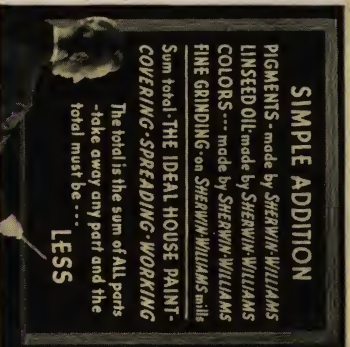 SIMPLE ADDITION
PIGMENTS - made by SHERWIN-WILLIAMS
LINSEED OIL - made by SHERWIN-WILLIAMS
COLORS --- made by SHERWIN-WILLIAMS
FINE GRINDING - on SHERWIN-WILLIAMS mills
Sum total - THE IDEAL HOUSE PAINT -
COVERING - SPREADING - WORKING
The total is the sum of ALL parts
- take away any part and the
total must be ---
LESS